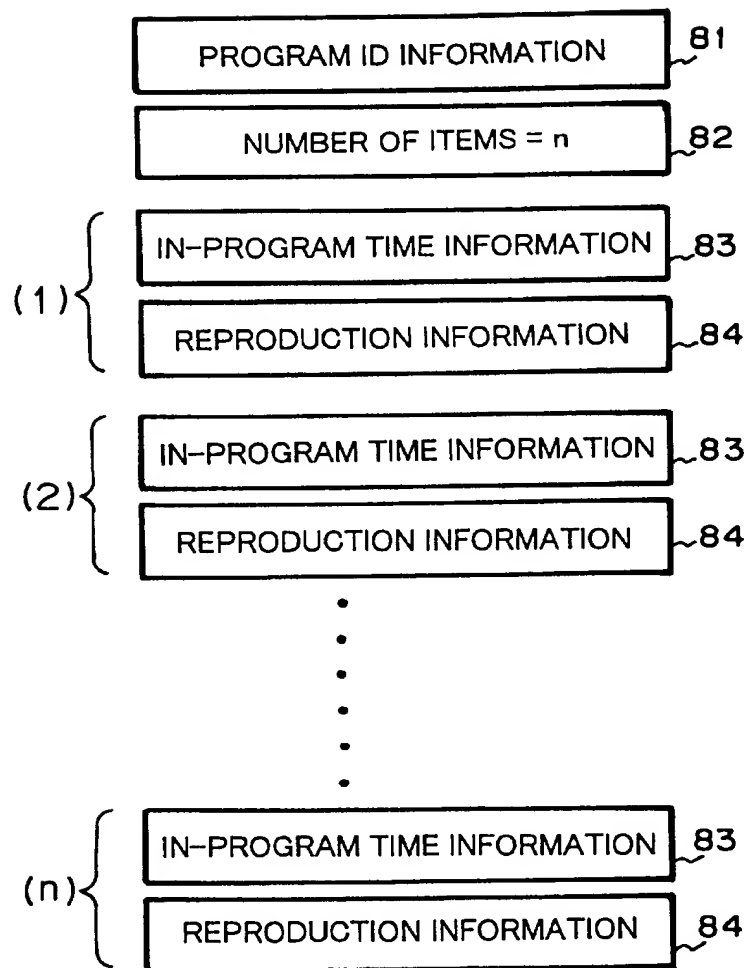 PROGRAM ID INFORMATION 81
NUMBER OF ITEMS = n 82
IN-PROGRAM TIME INFORMATION 83
(1)
REPRODUCTION INFORMATION 84
IN-PROGRAM TIME INFORMATION 83
(2)
REPRODUCTION INFORMATION 84
IN-PROGRAM TIME INFORMATION 83
(n)
REPRODUCTION INFORMATION 84